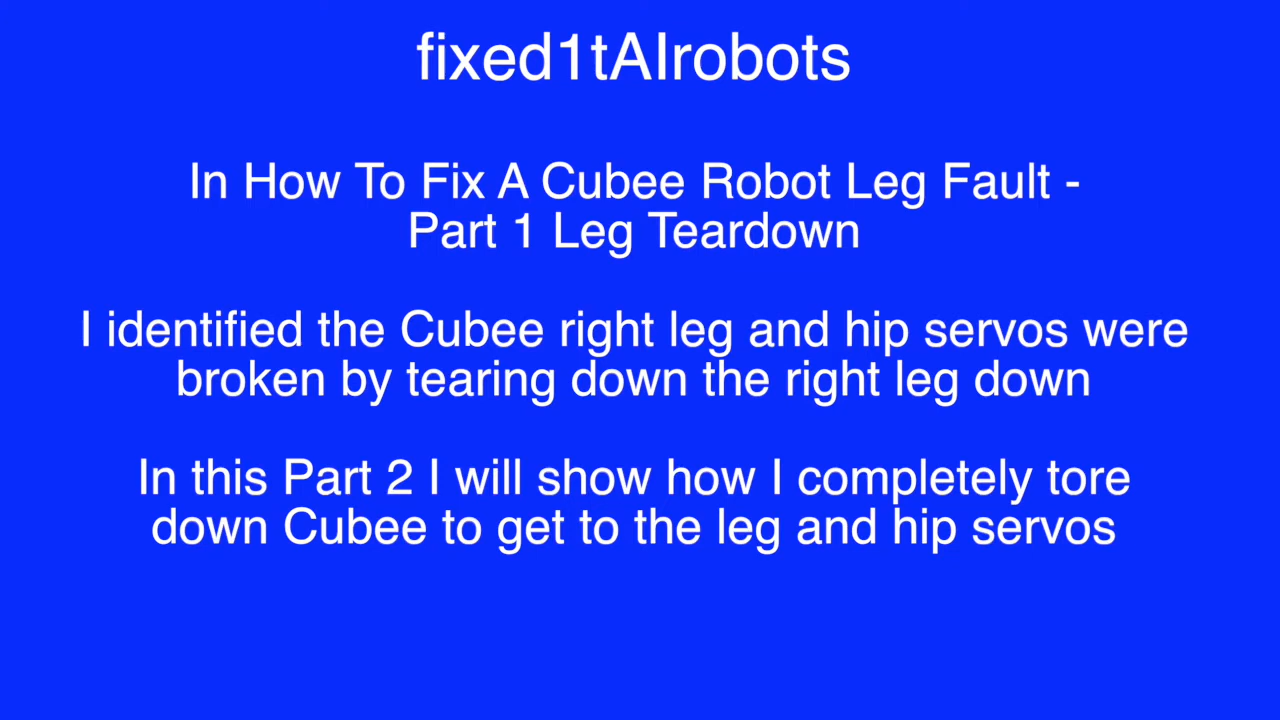 fixed1tAIrobots
In How To Fix A Cubee Robot Leg Fault -
Part 1 Leg Teardown
I identified the Cubee right leg and hip servos were
broken by tearing down the right leg down
In this Part 2 I will show how I completely tore
down Cubee to get to the leg and hip servos